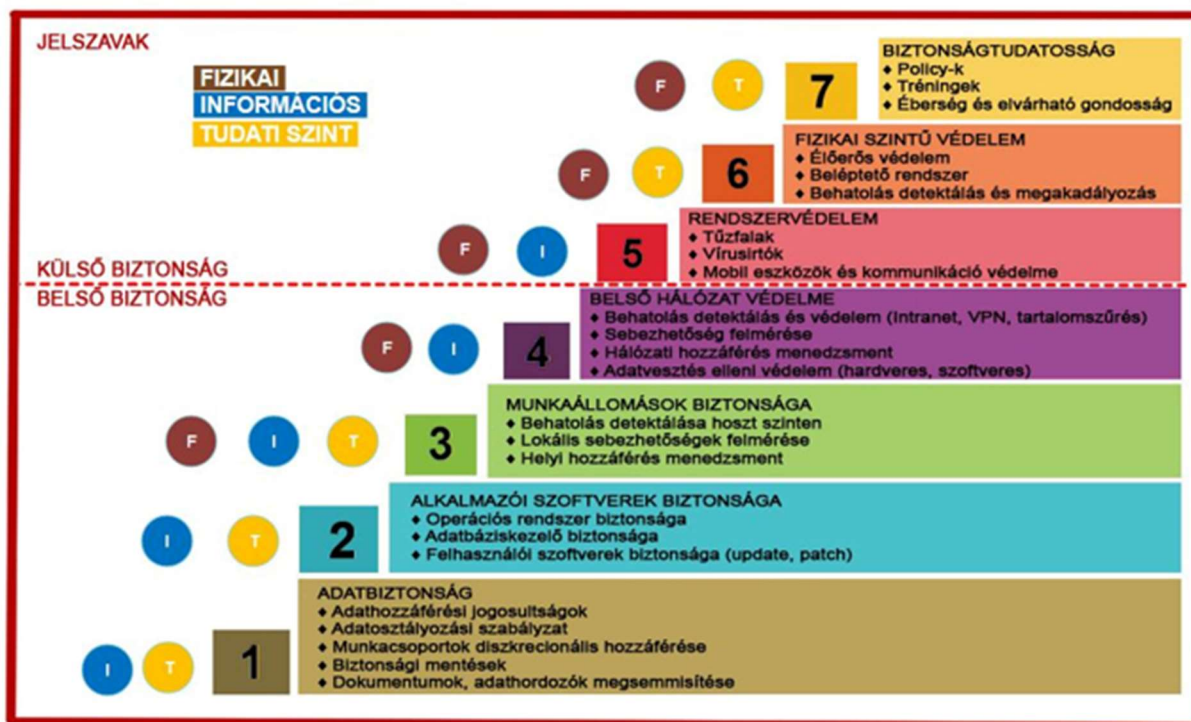 JELSZAVAK
FIZIKAI
INFORMÁCIÓS
TUDATI SZINT
F
T
7
BIZTONSÁGTUDATOSSÁG
♦ Policy-k
♦ Tréningek
♦ Éberség és elvárható gondosság
F
T
6
FIZIKAI SZINTŰ VÉDELEM
♦ Élőerős védelem
♦ Beléptető rendszer
♦ Behatolás detektálás és megakadályozás
F
I
5
RENDSZERVÉDELEM
♦ Tűzfalak
♦ Vírusirtók
♦ Mobil eszközök és kommunikáció védelme
KÜLSŐ BIZTONSÁG
BELSŐ BIZTONSÁG
F
I
4
BELSŐ HÁLÓZAT VÉDELME
♦ Behatolás detektálás és védelem (Intranet, VPN, tartalomszűrés)
♦ Sebezhetőség felmérése
♦ Hálózati hozzáférés menedzsment
♦ Adatvesztés elleni védelem (hardveres, szoftveres)
F
I
T
3
MUNKAÁLLOMÁSOK BIZTONSÁGA
♦ Behatolás detektálása hoszt szinten
♦ Lokális sebezhetőségek felmérése
♦ Helyi hozzáférés menedzsment
I
T
2
ALKALMAZÓI SZOFTVEREK BIZTONSÁGA
♦ Operációs rendszer biztonsága
♦ Adatbáziskezelő biztonsága
♦ Felhasználói szoftverek biztonsága (update, patch)
I
T
1
ADATBIZTONSÁG
♦ Adathozzáférési jogosultságok
♦ Adatosztályozási szabályzat
♦ Munkacsoportok diszkrecionális hozzáférése
♦ Biztonsági mentések
♦ Dokumentumok, adathordozók megsemmisítése